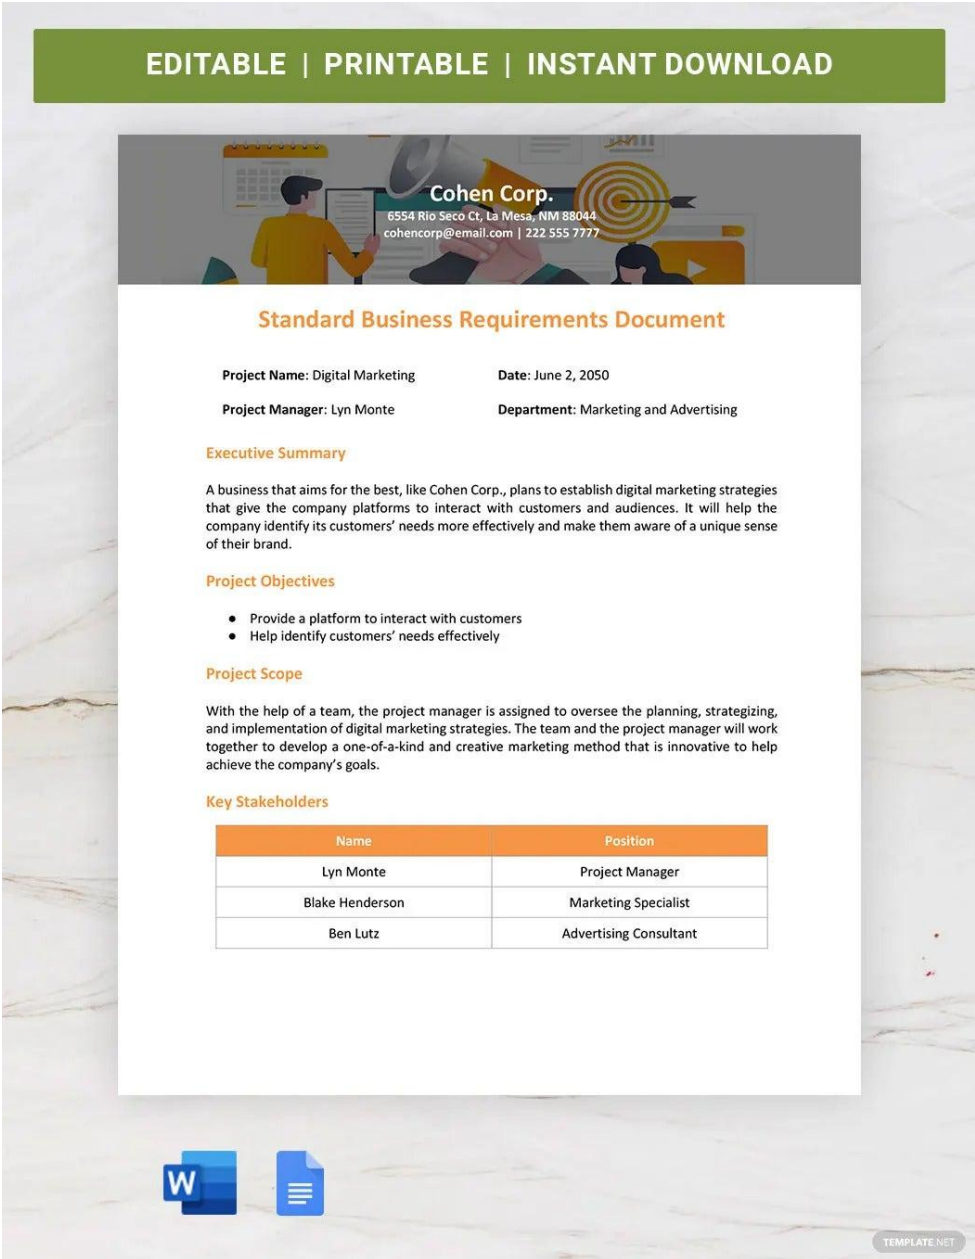 EDITABLE | PRINTABLE | INSTANT DOWNLOAD
Cohen Corp.
6554 Rio Seco Ct, La Mesa, NM 88044
cohencorp@email.com | 222 555 7777
Standard Business Requirements Document
Project Name: Digital Marketing Date: June 2, 2050
Project Manager: Lyn Monte Department: Marketing and Advertising
Executive Summary
A business that aims for the best, like Cohen Corp., plans to establish digital marketing strategies
that give the company platforms to interact with customers and audiences. It will help the
company identify its customers’ needs more effectively and make them aware of a unique sense
of their brand.
Project Objectives
● Provide a platform to interact with customers
● Help identify customers’ needs effectively
Project Scope
With the help of a team, the project manager is assigned to oversee the planning, strategizing,
and implementation of digital marketing strategies. The team and the project manager will work
together to develop a one-of-a-kind and creative marketing method that is innovative to help
achieve the company’s goals.
Key Stakeholders
Name Position
Lyn Monte Project Manager
Blake Henderson Marketing Specialist
Ben Lutz Advertising Consultant
W
TEMPLATE.NET